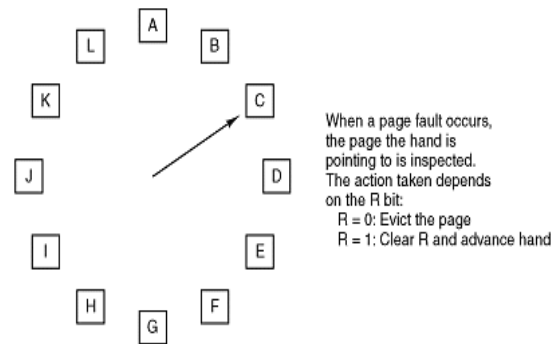 A
B
C
D
E
F
G
H
I
J
K
L
When a page fault occurs,
the page the hand is
pointing to is inspected.
The action taken depends
on the R bit:
R = 0: Evict the page
R = 1: Clear R and advance hand